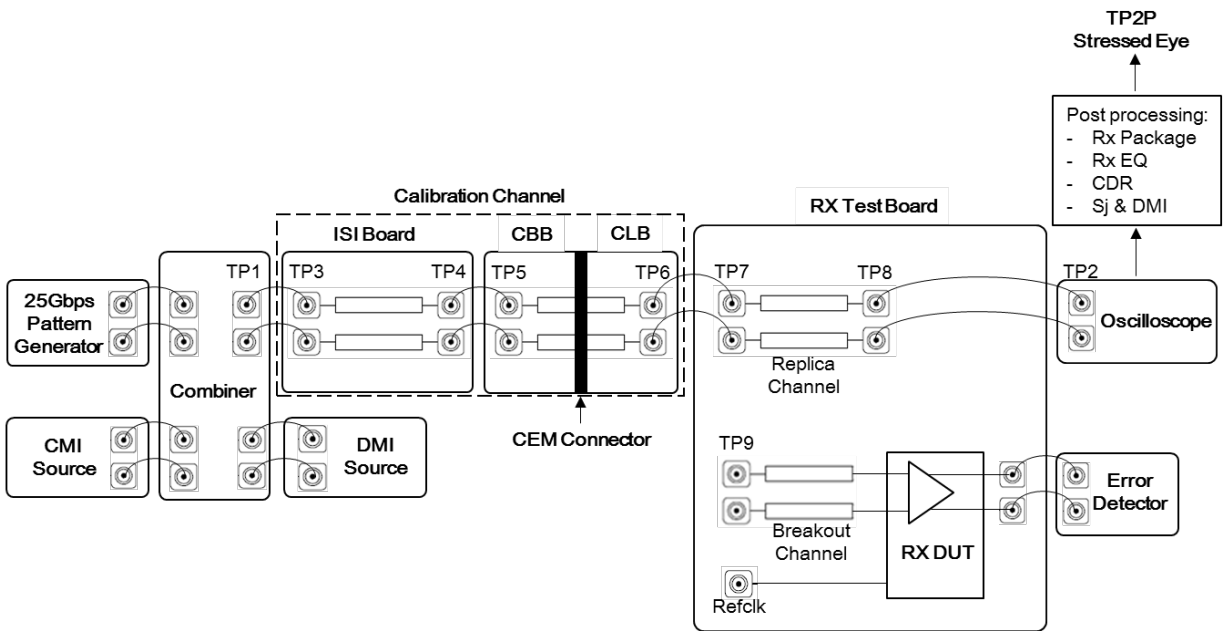 TP2P
Stressed Eye
Post processing:
- Rx Package
- Rx EQ
- CDR
- Sj & DMI
Calibration Channel
RX Test Board
ISI Board
CBB
CLB
TP1
TP3
TP4
TP5
TP6
TP7
TP8
TP2
25Gbps
Pattern
Generator
Oscilloscope
Replica
Channel
Combiner
CEM Connector
CMI
Source
DMI
Source
TP9
Error
Detector
Breakout
Channel
RX DUT
Refclk